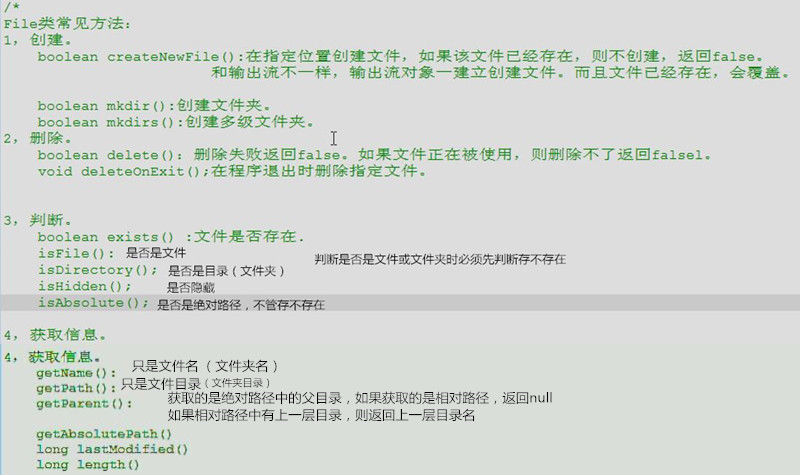 /*
File类常见方法:
1, 创建。
boolean createNewFile():在指定位置创建文件, 如果该文件已经存在, 则不创建, 返回false。
和输出流不一样, 输出流对象一建立创建文件。而且文件已经存在, 会覆盖。
boolean mkdir():创建文件夹。
boolean mkdirs():创建多级文件夹。
2, 删除。
boolean delete(): 删除失败返回false。如果文件正在被使用, 则删除不了返回falsel。
void deleteOnExit();在程序退出时删除指定文件。
3, 判断。
boolean exists() :文件是否存在.
isFile(): 是否是文件
判断是否是文件或文件夹时必须先判断存不存在
isDirectory(); 是否是目录（文件夹）
isHidden(); 是否隐藏
isAbsolute(); 是否是绝对路径，不管存不存在
4, 获取信息。
4, 获取信息。
getName(): 只是文件名（文件夹名）
getPath(): 只是文件目录（文件夹目录）
getParent(): 获取的是绝对路径中的父目录，如果获取的是相对路径，返回null
如果相对路径中有上一层目录，则返回上一层目录名
getAbsolutePath()
long lastModified()
long length()